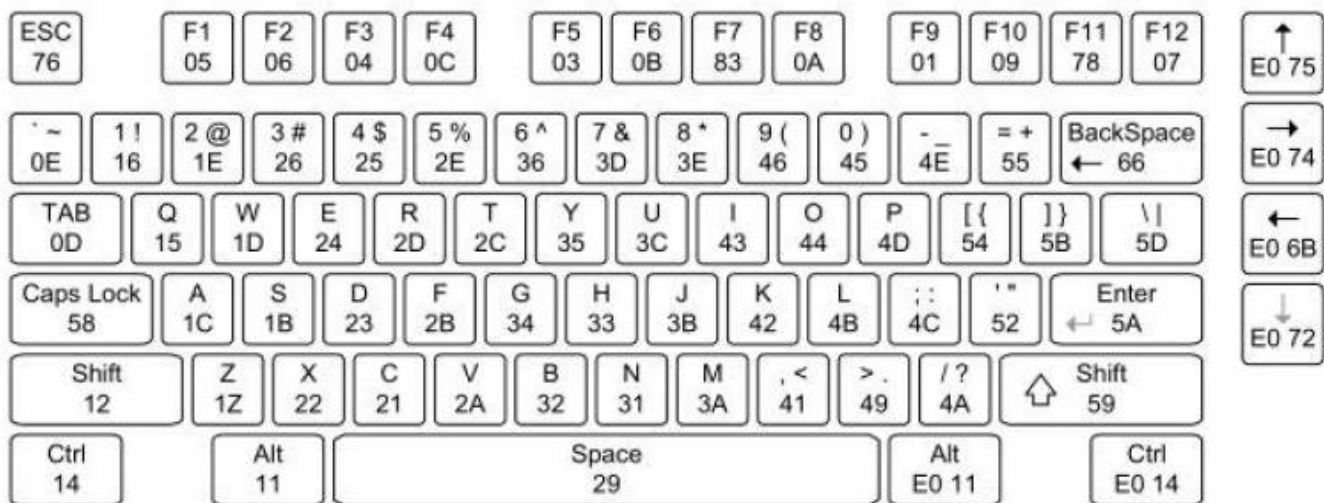 ESC F1 F2 F3 F4 F5 F6 F7 F8 F9 F10 F11 F12 ↑
76 05 06 04 0C 03 0B 83 0A 01 09 78 07 E0 75
` ~ 1 ! 2 @ 3 # 4 $ 5 % 6 ^ 7 & 8 * 9 ( 0 ) - _ = + BackSpace →
0E 16 1E 26 25 2E 36 3D 3E 46 45 4E 55 ← 66 E0 74
TAB Q W E R T Y U I O P [ { ] } \ | ←
0D 15 1D 24 2D 2C 35 3C 43 44 4D 54 5B 5D E0 6B
Caps Lock A S D F G H J K L ; : ' " Enter ↓
58 1C 1B 23 2B 34 33 3B 42 4B 4C 52 ↵ 5A E0 72
Shift Z X C V B N M , < > . / ? ⇧ Shift
12 1Z 22 21 2A 32 31 3A 41 49 4A 59
Ctrl Alt Space Alt Ctrl
14 11 29 E0 11 E0 14